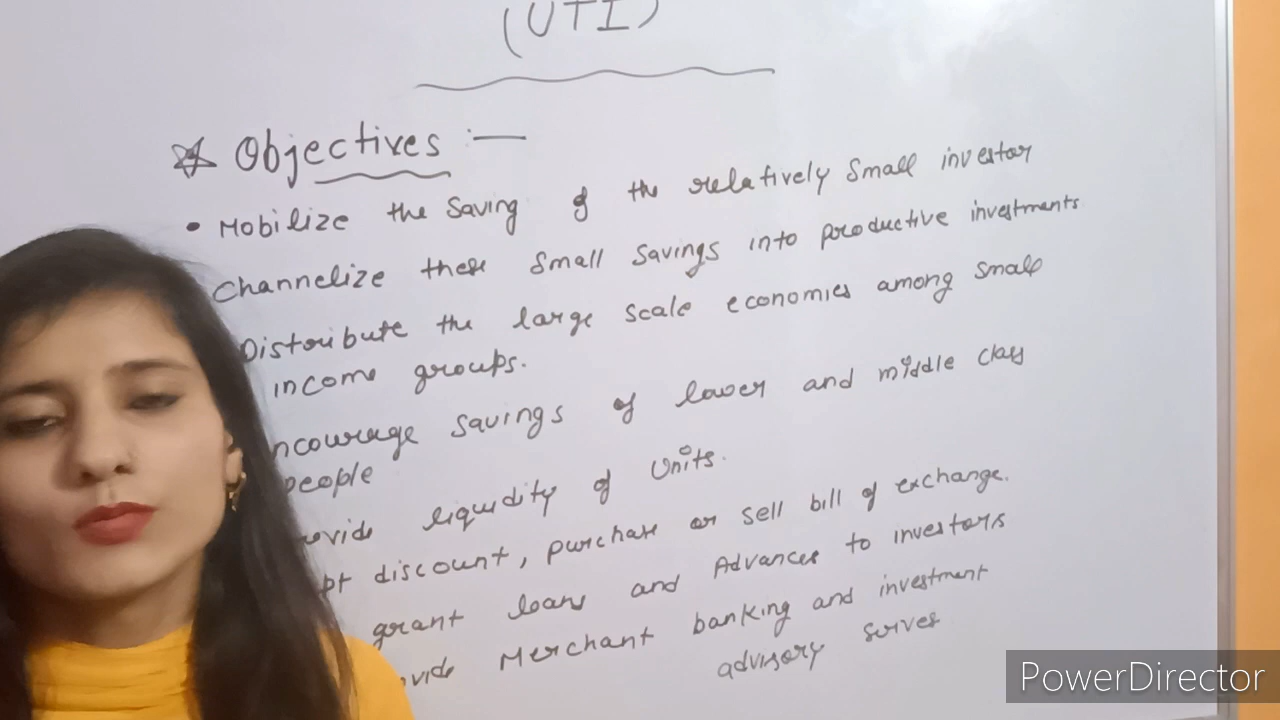 (UTI)
Objectives :-
• Mobilize the Saving of the relatively Small investor
Channelize these Small Savings into productive investments
Distribute the large scale economies among small
income groups.
ncourage savings of lower and middle class
people
ovide liquidity of Units.
pt discount, purchase or sell bill of exchange.
grant loans and Advances to investors
ovide Merchant banking and investment
advisory serves
PowerDirector